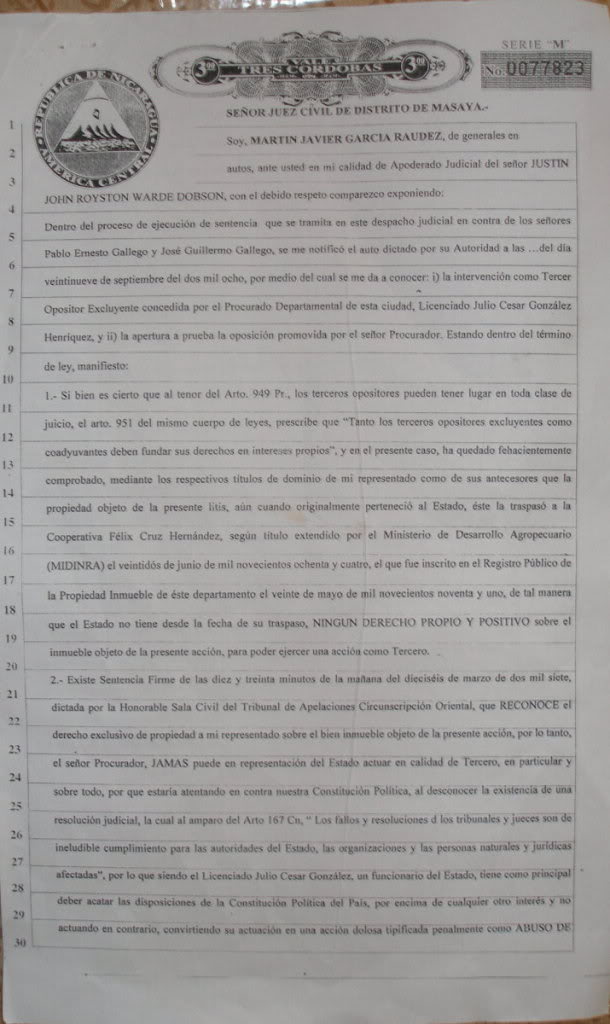 SERIE "M"
VALE
3.00 TRES CORDOBAS 3.00
No. 0077823
REPUBLICA DE NICARAGUA
AMERICA CENTRAL
SEÑOR JUEZ CIVIL DE DISTRITO DE MASAYA.-
1
Soy, MARTIN JAVIER GARCIA RAUDEZ, de generales en
2
autos, ante usted en mi calidad de Apoderado Judicial del señor JUSTIN
3
JOHN ROYSTON WARDE DOBSON, con el debido respeto comparezco exponiendo:
4
Dentro del proceso de ejecución de sentencia que se tramita en este despacho judicial en contra de los señores
5
Pablo Ernesto Gallego y José Guillermo Gallego, se me notificó el auto dictado por su Autoridad a las ...del día
6
veintinueve de septiembre del dos mil ocho, por medio del cual se me da a conocer: i) la intervención como Tercer
7
Opositor Excluyente concedida por el Procurado Departamental de esta ciudad, Licenciado Julio Cesar González
8
Henríquez, y ii) la apertura a prueba la oposición promovida por el señor Procurador. Estando dentro del término
9
de ley, manifiesto:
10
1.- Si bien es cierto que al tenor del Arto. 949 Pr., los terceros opositores pueden tener lugar en toda clase de
11
juicio, el arto. 951 del mismo cuerpo de leyes, prescribe que “Tanto los terceros opositores excluyentes como
12
coadyuvantes deben fundar sus derechos en intereses propios”, y en el presente caso, ha quedado fehacientemente
13
comprobado, mediante los respectivos títulos de dominio de mi representado como de sus antecesores que la
14
propiedad objeto de la presente litis, aún cuando originalmente perteneció al Estado, éste la traspasó a la
15
Cooperativa Félix Cruz Hernández, según título extendido por el Ministerio de Desarrollo Agropecuario
16
(MIDINRA) el veintidós de junio de mil novecientos ochenta y cuatro, el que fue inscrito en el Registro Público de
17
la Propiedad Inmueble de éste departamento el veinte de mayo de mil novecientos noventa y uno, de tal manera
18
que el Estado no tiene desde la fecha de su traspaso, NINGUN DERECHO PROPIO Y POSITIVO sobre el
19
inmueble objeto de la presente acción, para poder ejercer una acción como Tercero.
20
2.- Existe Sentencia Firme de las diez y treinta minutos de la mañana del dieciséis de marzo de dos mil siete,
21
dictada por la Honorable Sala Civil del Tribunal de Apelaciones Circunscripción Oriental, que RECONOCE el
22
derecho exclusivo de propiedad a mi representado sobre el bien inmueble objeto de la presente acción, por lo tanto,
23
el señor Procurador, JAMAS puede en representación del Estado actuar en calidad de Tercero, en particular y
24
sobre todo, por que estaría atentando en contra nuestra Constitución Política, al desconocer la existencia de una
25
resolución judicial, la cual al amparo del Arto 167 Cn, “ Los fallos y resoluciones d los tribunales y jueces son de
26
ineludible cumplimiento para las autoridades del Estado, las organizaciones y las personas naturales y jurídicas
27
afectadas”, por lo que siendo el Licenciado Julio Cesar González, un funcionario del Estado, tiene como principal
28
deber acatar las disposiciones de la Constitución Política del País, por encima de cualquier otro interés y no
29
actuando en contrario, convirtiendo su actuación en una acción dolosa tipificada penalmente como ABUSO DE
30